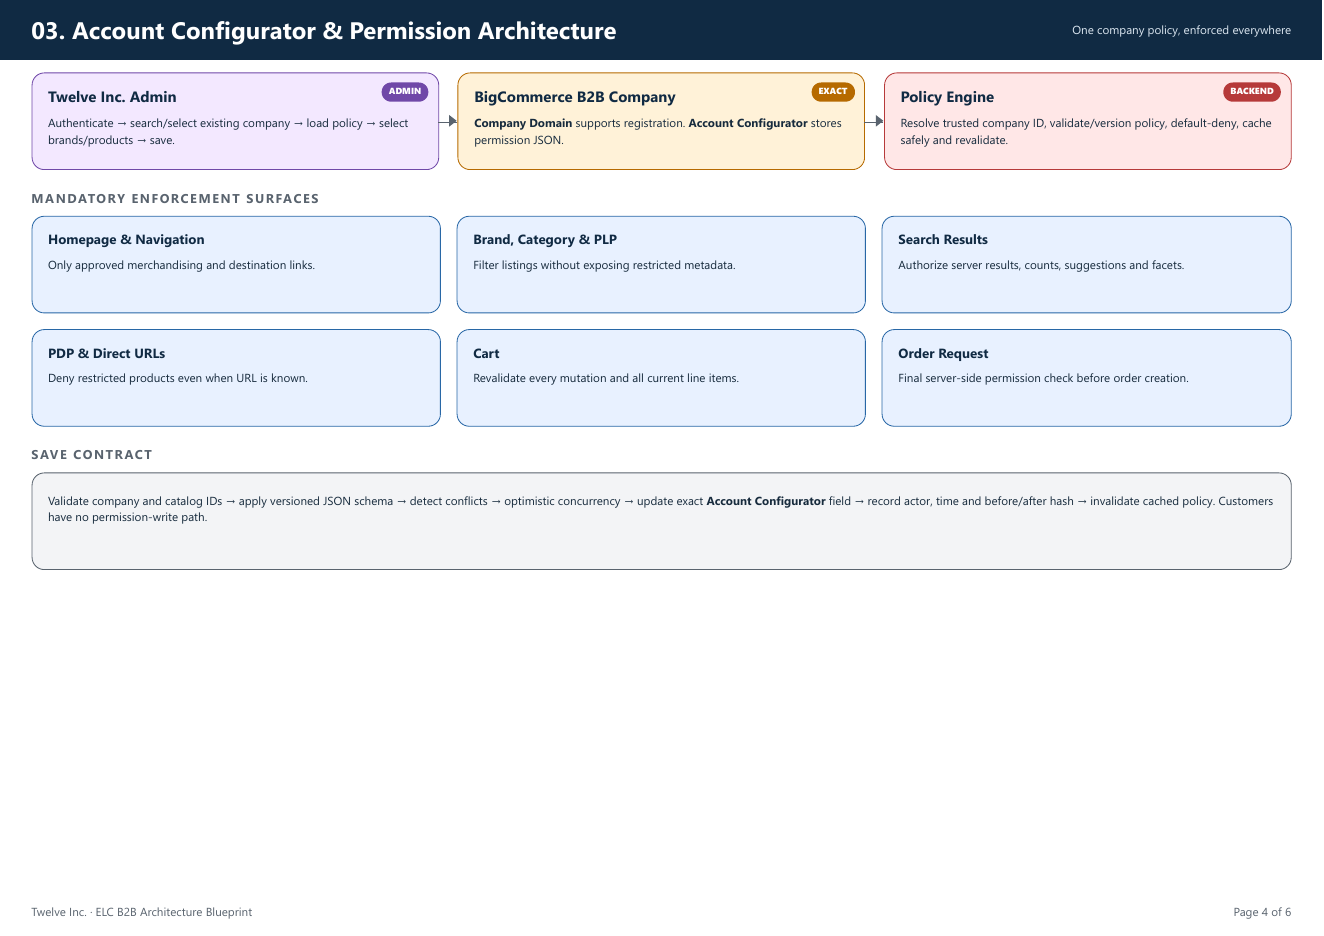 03. Account Configurator & Permission Architecture
One company policy, enforced everywhere
Twelve Inc. Admin
ADMIN
Authenticate → search/select existing company → load policy → select
brands/products → save.
BigCommerce B2B Company
EXACT
Company Domain supports registration. Account Configurator stores
permission JSON.
Policy Engine
BACKEND
Resolve trusted company ID, validate/version policy, default-deny, cache
safely and revalidate.
MANDATORY ENFORCEMENT SURFACES
Homepage & Navigation
Only approved merchandising and destination links.
Brand, Category & PLP
Filter listings without exposing restricted metadata.
Search Results
Authorize server results, counts, suggestions and facets.
PDP & Direct URLs
Deny restricted products even when URL is known.
Cart
Revalidate every mutation and all current line items.
Order Request
Final server-side permission check before order creation.
SAVE CONTRACT
Validate company and catalog IDs → apply versioned JSON schema → detect conflicts → optimistic concurrency → update exact Account Configurator field → record actor, time and before/after hash → invalidate cached policy. Customers
have no permission-write path.
Twelve Inc. · ELC B2B Architecture Blueprint
Page 4 of 6